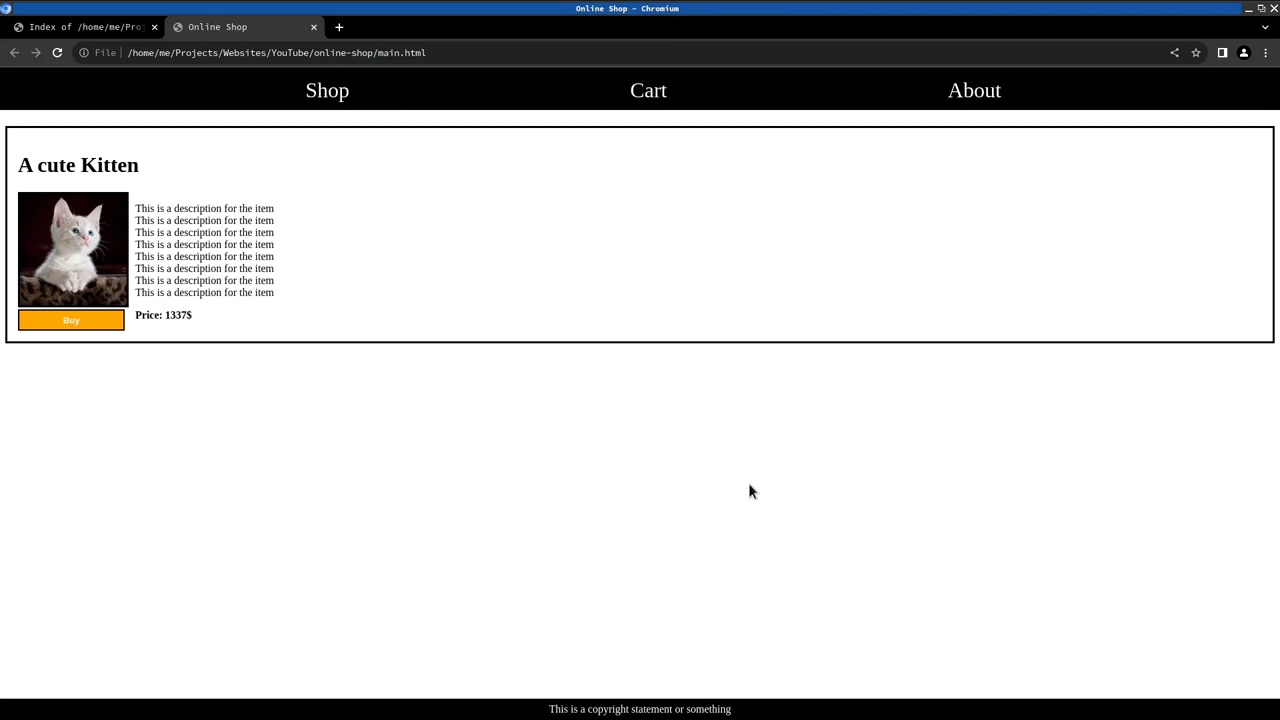 Online Shop - Chromium
Index of /home/me/Proj
Online Shop
File
/home/me/Projects/Websites/YouTube/online-shop/main.html
Shop
Cart
About
A cute Kitten
This is a description for the item
This is a description for the item
This is a description for the item
This is a description for the item
This is a description for the item
This is a description for the item
This is a description for the item
This is a description for the item
Buy
Price: 1337$
This is a copyright statement or something